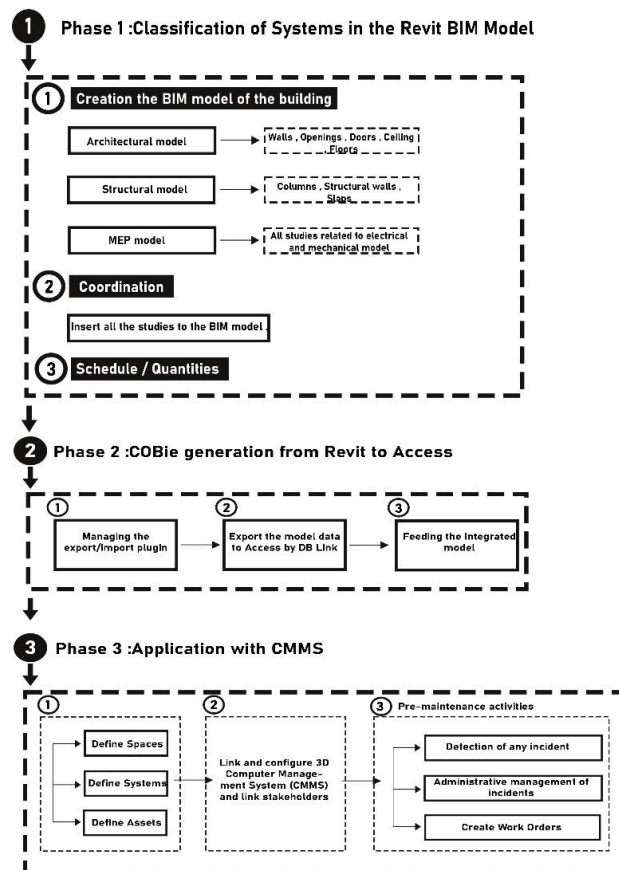 1 Phase 1 :Classification of Systems in the Revit BIM Model
1 Creation the BIM model of the building
Architectural model
Walls , Openings , Doors , Ceiling
, Floors
Structural model
Columns , Structural walls ,
Slaps
MEP model
All studies related to electrical
and mechanical model
2 Coordination
Insert all the studies to the BIM model .
3 Schedule / Quantities
2 Phase 2 :COBie generation from Revit to Access
1
Managing the
export/import plugin
2
Export the model data
to Access by DB Link
3
Feeding the Integrated
model
3 Phase 3 :Application with CMMS
1
Define Spaces
Define Systems
Define Assets
2
Link and configure 3D
Computer Manage-
ment System (CMMS)
and link stakeholders
3 Pre-maintenance activities
Detection of any incident
Administrative management of
incidents
Create Work Orders